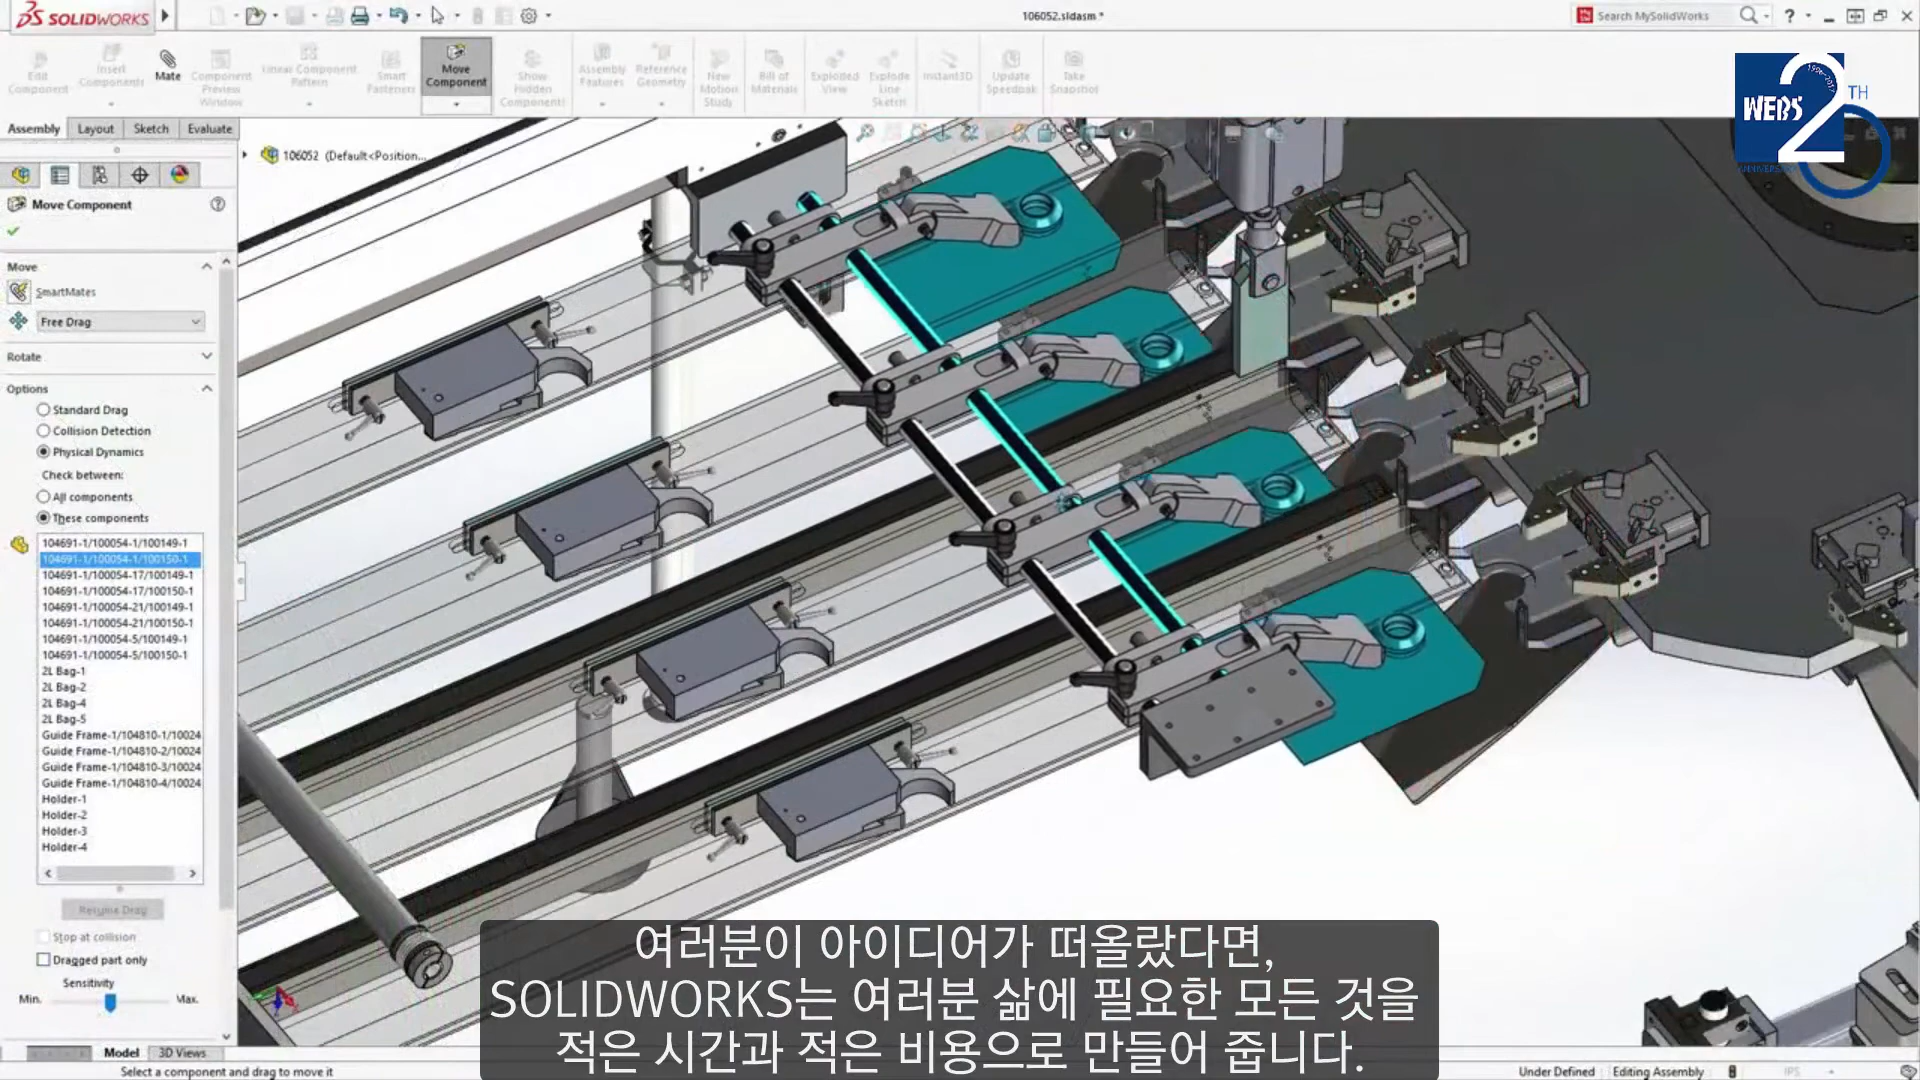 SOLIDWORKS
106052.sldasm *
Search MySolidWorks
?
Edit Component
Insert Components
Mate
Component Preview Window
Linear Component Pattern
Smart Fasteners
Move Component
Show Hidden Components
Assembly Features
Reference Geometry
New Motion Study
Bill of Materials
Exploded View
Explode Line Sketch
Instant3D
Update Speedpak
Take Snapshot
WEBS 20TH
ANNIVERSARY
Assembly Layout Sketch Evaluate
106052 (Default<Position...
Move Component
Move
SmartMates
Free Drag
Rotate
Options
Standard Drag
Collision Detection
Physical Dynamics
Check between:
All components
These components
104691-1/100054-1/100149-1
104691-1/100054-1/100150-1
104691-1/100054-17/100149-1
104691-1/100054-17/100150-1
104691-1/100054-21/100149-1
104691-1/100054-21/100150-1
104691-1/100054-5/100149-1
104691-1/100054-5/100150-1
2L Bag-1
2L Bag-2
2L Bag-4
2L Bag-5
Guide Frame-1/104810-1/10024
Guide Frame-1/104810-2/10024
Guide Frame-1/104810-3/10024
Guide Frame-1/104810-4/10024
Holder-1
Holder-2
Holder-3
Holder-4
Resume Drag
Stop at collision
Dragged part only
Sensitivity
Min. Max.
여러분이 아이디어가 떠올랐다면,
SOLIDWORKS는 여러분 삶에 필요한 모든 것을
적은 시간과 적은 비용으로 만들어 줍니다.
Model 3D Views
Select a component and drag to move it
Under Defined Editing Assembly IPS